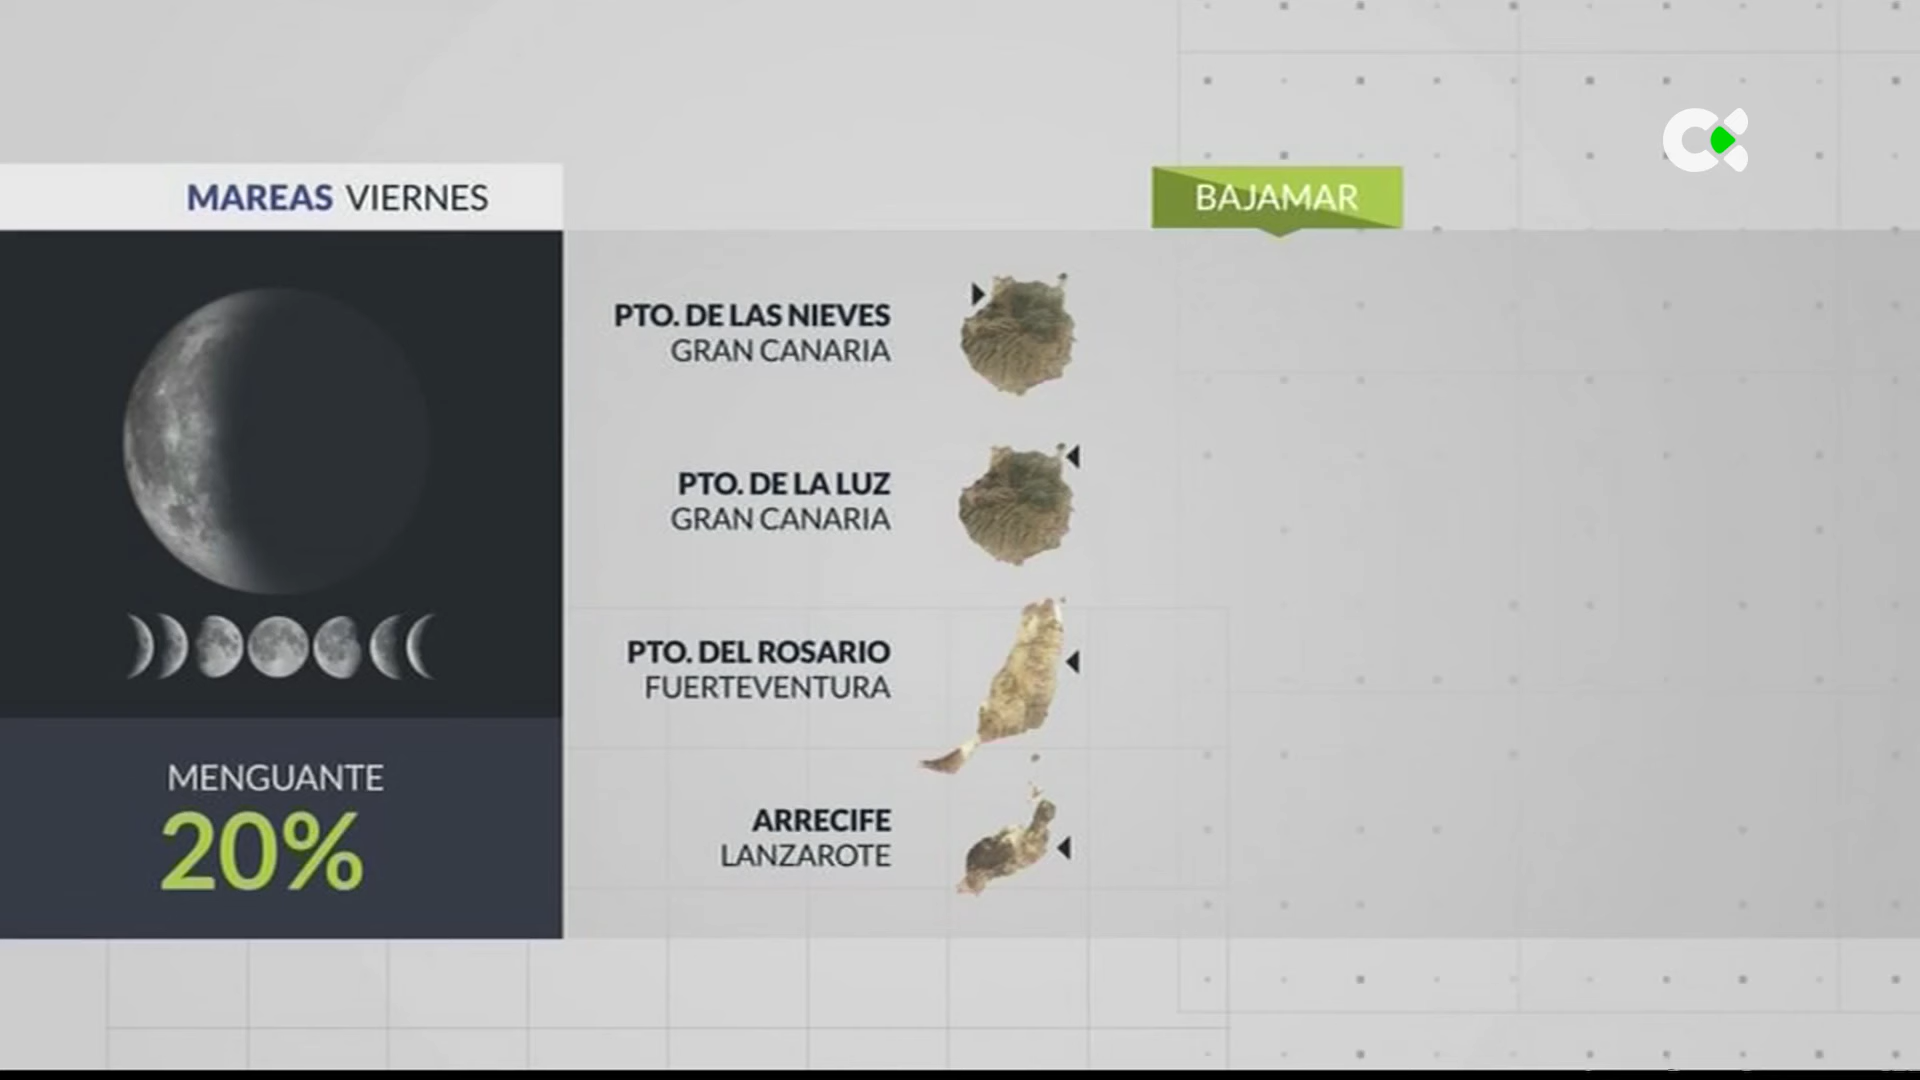 MAREAS VIERNES
BAJAMAR
PTO. DE LAS NIEVES
GRAN CANARIA
PTO. DE LA LUZ
GRAN CANARIA
PTO. DEL ROSARIO
FUERTEVENTURA
ARRECIFE
LANZAROTE
MENGUANTE
20%